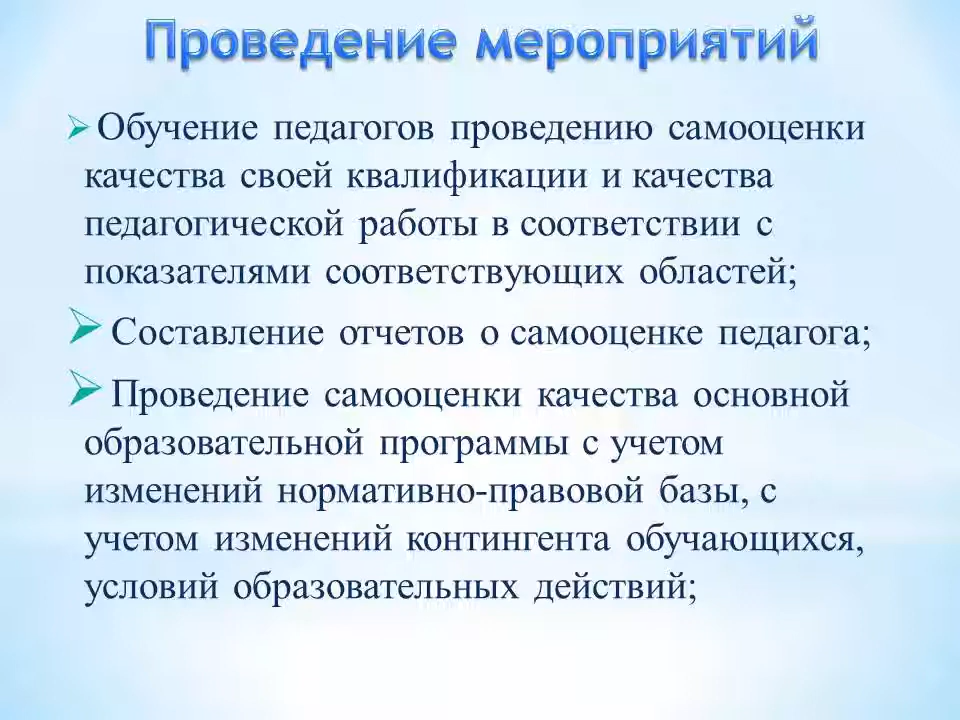 Проведение мероприятий
➢ Обучение педагогов проведению самооценки
качества своей квалификации и качества
педагогической работы в соответствии с
показателями соответствующих областей;
➢ Составление отчетов о самооценке педагога;
➢ Проведение самооценки качества основной
образовательной программы с учетом
изменений нормативно-правовой базы, с
учетом изменений контингента обучающихся,
условий образовательных действий;